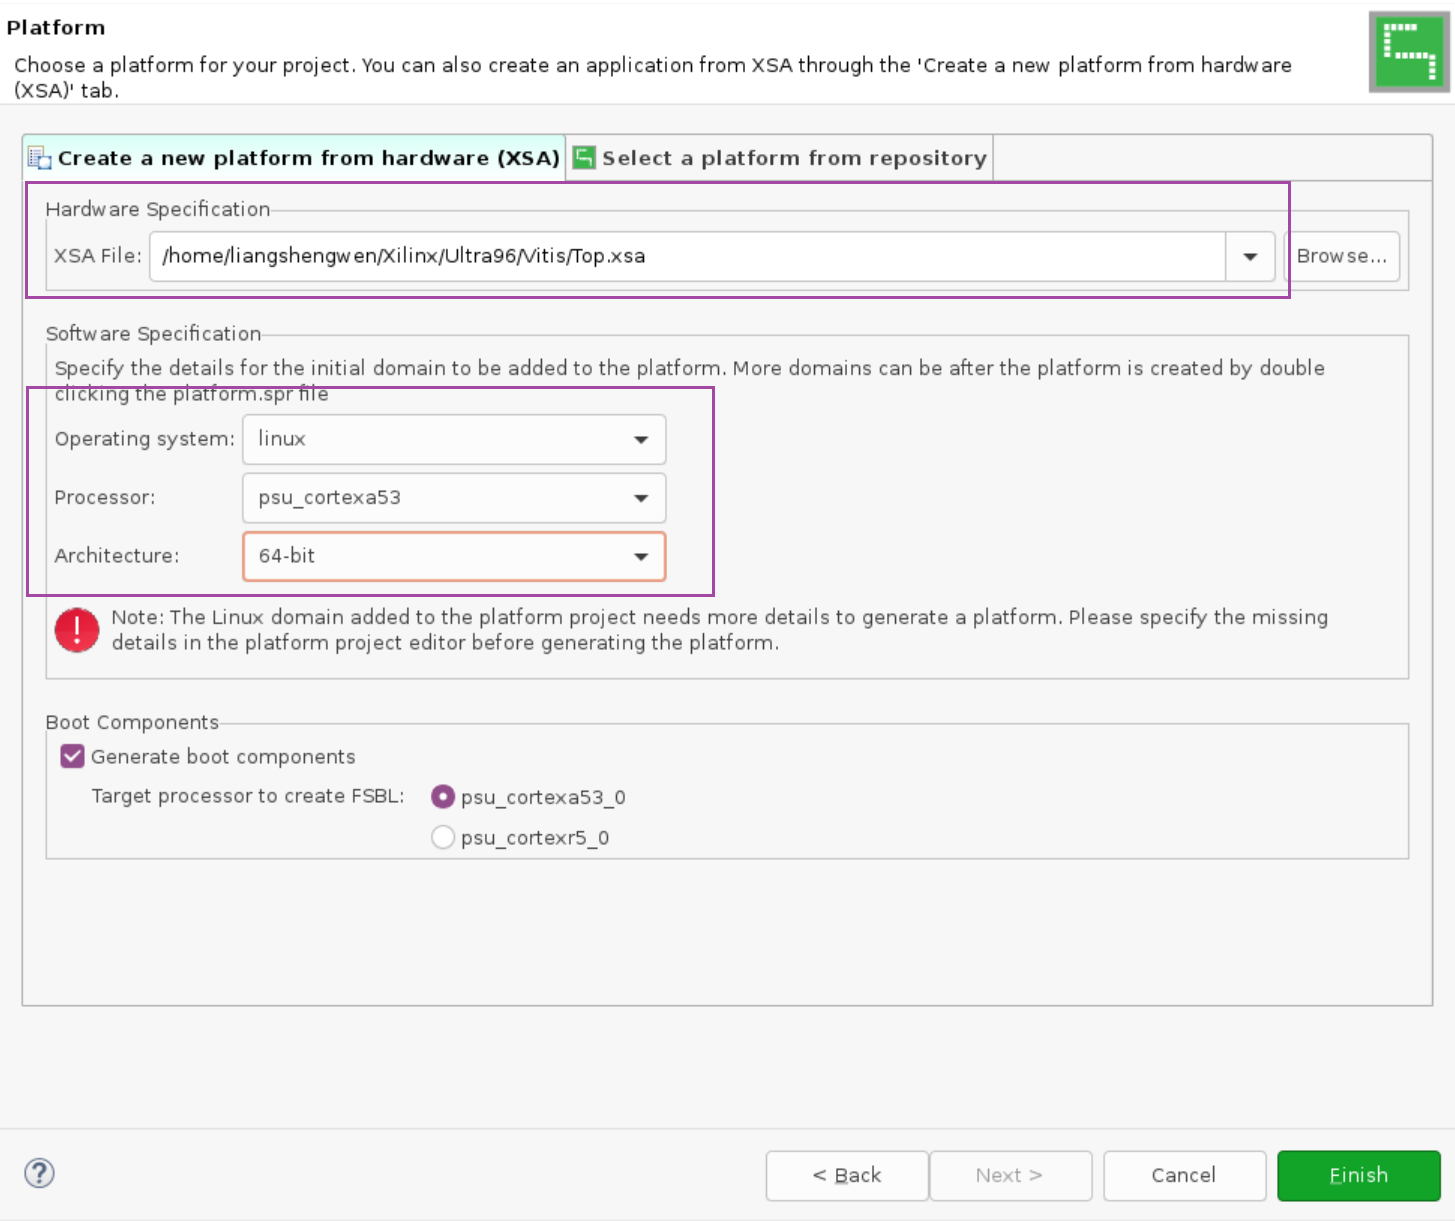 Platform
Choose a platform for your project. You can also create an application from XSA through the 'Create a new platform from hardware
(XSA)' tab.
Create a new platform from hardware (XSA)
Select a platform from repository
Hardware Specification
XSA File: /home/liangshengwen/Xilinx/Ultra96/Vitis/Top.xsa
Browse...
Software Specification
Specify the details for the initial domain to be added to the platform. More domains can be after the platform is created by double
clicking the platform.spr file
Operating system: linux
Processor: psu_cortexa53
Architecture: 64-bit
Note: The Linux domain added to the platform project needs more details to generate a platform. Please specify the missing
details in the platform project editor before generating the platform.
Boot Components
Generate boot components
Target processor to create FSBL: psu_cortexa53_0
psu_cortexr5_0
< Back
Next >
Cancel
Finish